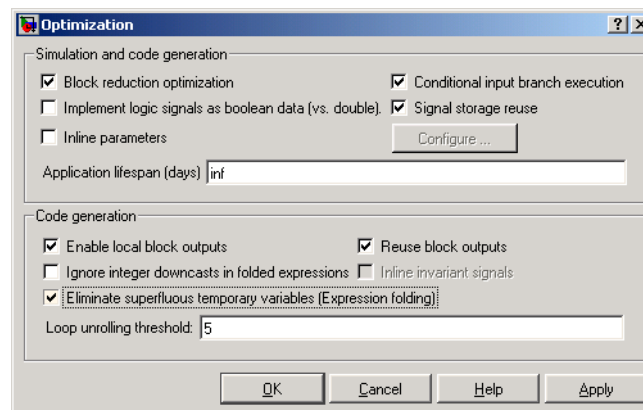 Optimization
Simulation and code generation
Block reduction optimization
Conditional input branch execution
Implement logic signals as boolean data (vs. double).
Signal storage reuse
Inline parameters
Configure ...
Application lifespan (days) inf
Code generation
Enable local block outputs
Reuse block outputs
Ignore integer downcasts in folded expressions
Inline invariant signals
Eliminate superfluous temporary variables (Expression folding)
Loop unrolling threshold: 5
OK Cancel Help Apply